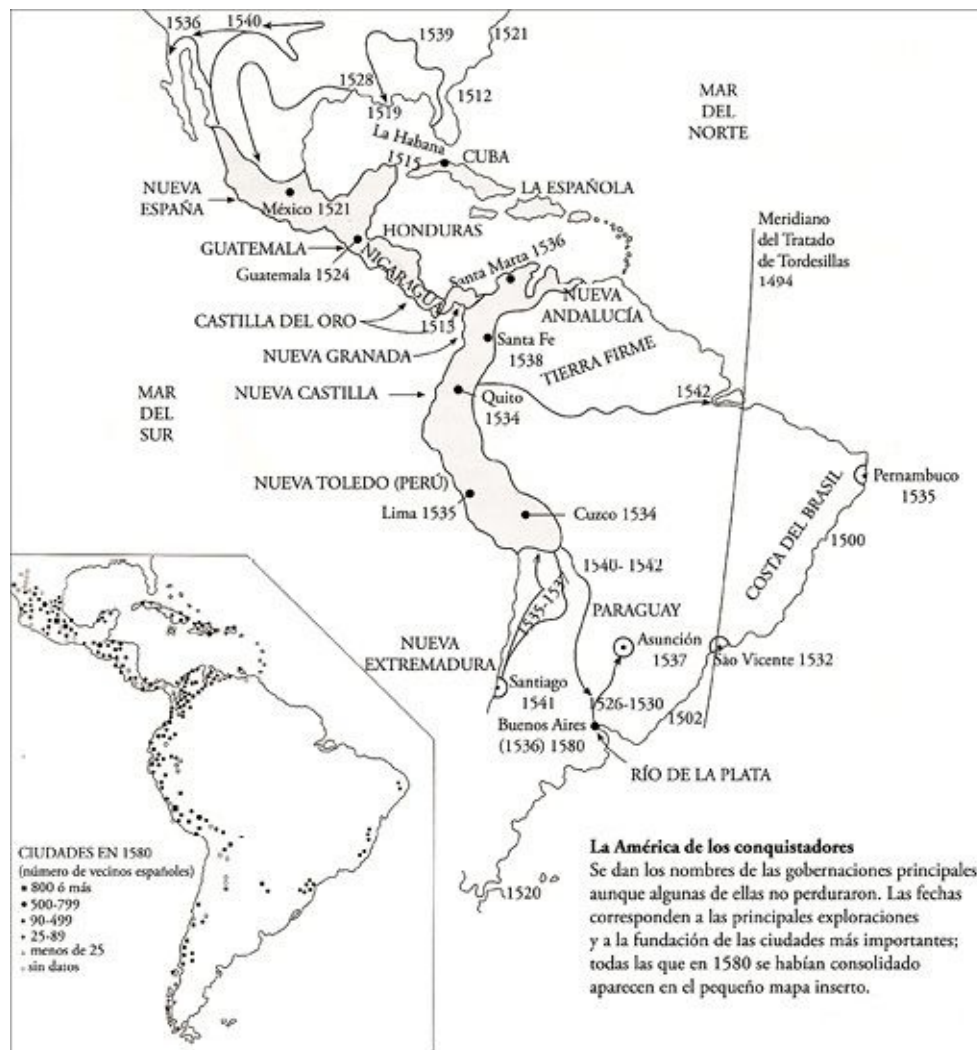 1536
1540
1539
1521
1528
1519
1512
MAR
DEL
NORTE
La Habana
1515
CUBA
LA ESPAÑOLA
NUEVA
ESPAÑA
México 1521
HONDURAS
GUATEMALA
Guatemala 1524
NICARAGUA
Santa Marta 1536
Meridiano
del Tratado
de Tordesillas
1494
CASTILLA DEL ORO
1513
NUEVA
ANDALUCÍA
NUEVA GRANADA
Santa Fe
1538
TIERRA FIRME
NUEVA CASTILLA
Quito
1534
1542
MAR
DEL
SUR
NUEVA TOLEDO (PERÚ)
Lima 1535
Cuzco 1534
Pernambuco
1535
COSTA DEL BRASIL
1500
1540- 1542
1535-1537
PARAGUAY
NUEVA
EXTREMADURA
Asunción
1537
São Vicente 1532
Santiago
1541
1526-1530
1502
Buenos Aires
(1536) 1580
RÍO DE LA PLATA
1520
CIUDADES EN 1580
(número de vecinos españoles)
800 ó más
500-799
90-499
25-89
menos de 25
sin datos
La América de los conquistadores
Se dan los nombres de las gobernaciones principales
aunque algunas de ellas no perduraron. Las fechas
corresponden a las principales exploraciones
y a la fundación de las ciudades más importantes;
todas las que en 1580 se habían consolidado
aparecen en el pequeño mapa inserto.